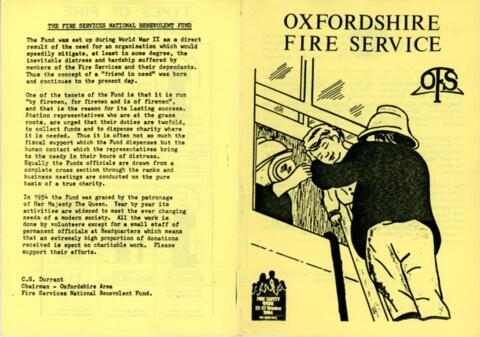 THE FIRE SERVICES NATIONAL BENEVOLENT FUND
The Fund was set up during World War II as a direct
result of the need for an organisation which would
speedily mitigate, at least in some degree, the
inevitable distress and hardship suffered by
members of the Fire Services and their dependants.
Thus the concept of a "friend in need" was born
and continues to the present day.
One of the tenets of the Fund is that it is run
"by firemen, for firemen and is of firemen",
and that is the reason for its lasting success.
Station representatives who are at the grass
roots, are urged that their duties are twofold,
to collect funds and to dispense charity where
it is needed. Thus it is often not so much the
fiscal support which the Fund dispenses but the
human contact which the representatives bring
to the needy in their hours of distress.
Equally the Funds officials are drawn from a
complete cross section through the ranks and
business meetings are conducted on the pure
basis of a true charity.
In 1954 the Fund was graced by the patronage
of Her Majesty The Queen. Year by year its
activities are widened to meet the ever changing
needs of a modern society. All the work is
done by volunteers except for a small staff of
permanent officials at Headquarters which means
that an extremely high proportion of donations
received is spent on charitable work. Please
support their efforts.
C.G. Durrant
Chairman - Oxfordshire Area
Fire Services National Benevolent Fund.
OXFORDSHIRE
FIRE SERVICE
OFS
FIRE SAFETY
WEEK
22-27 October
1984